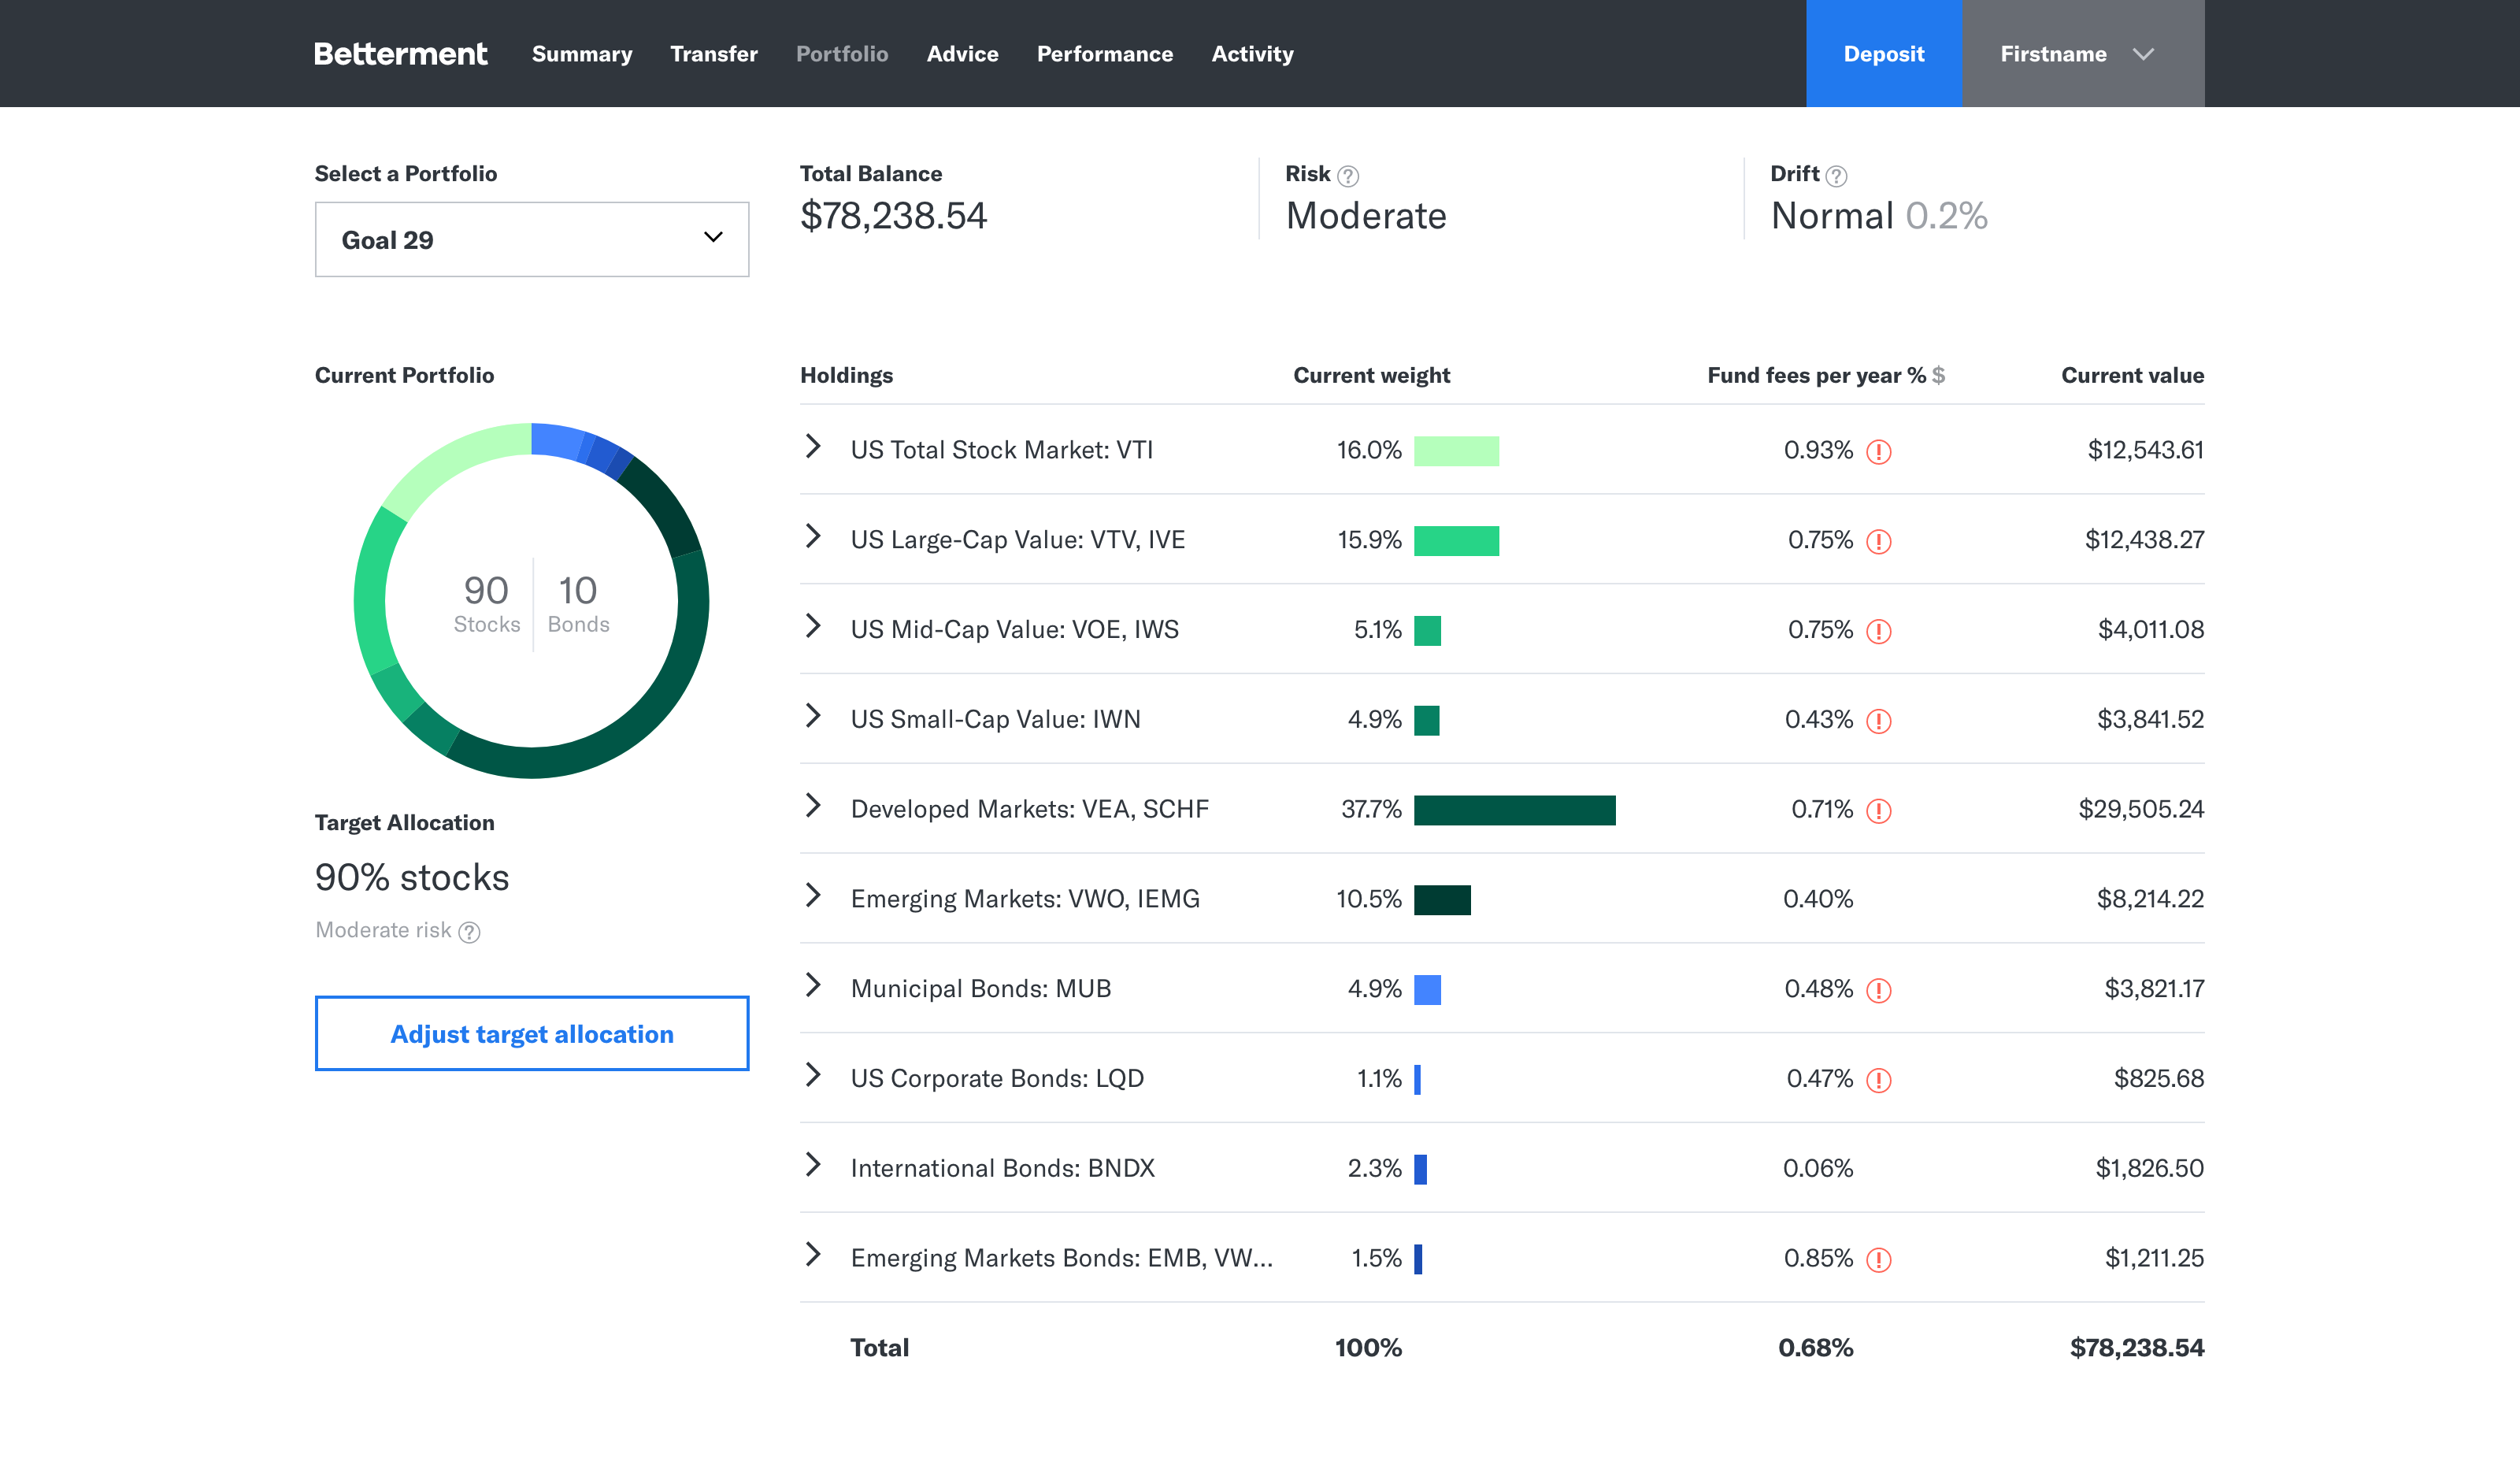 Betterment Summary Transfer Portfolio Advice Performance Activity Deposit Firstname
Select a Portfolio
Goal 29
Total Balance
$78,238.54
Risk ?
Moderate
Drift ?
Normal 0.2%
Current Portfolio
90 Stocks
10 Bonds
Target Allocation
90% stocks
Moderate risk ?
Adjust target allocation
Holdings Current weight Fund fees per year % $ Current value
US Total Stock Market: VTI 16.0% 0.93% ! $12,543.61
US Large-Cap Value: VTV, IVE 15.9% 0.75% ! $12,438.27
US Mid-Cap Value: VOE, IWS 5.1% 0.75% ! $4,011.08
US Small-Cap Value: IWN 4.9% 0.43% ! $3,841.52
Developed Markets: VEA, SCHF 37.7% 0.71% ! $29,505.24
Emerging Markets: VWO, IEMG 10.5% 0.40% $8,214.22
Municipal Bonds: MUB 4.9% 0.48% ! $3,821.17
US Corporate Bonds: LQD 1.1% 0.47% ! $825.68
International Bonds: BNDX 2.3% 0.06% $1,826.50
Emerging Markets Bonds: EMB, VW... 1.5% 0.85% ! $1,211.25
Total 100% 0.68% $78,238.54